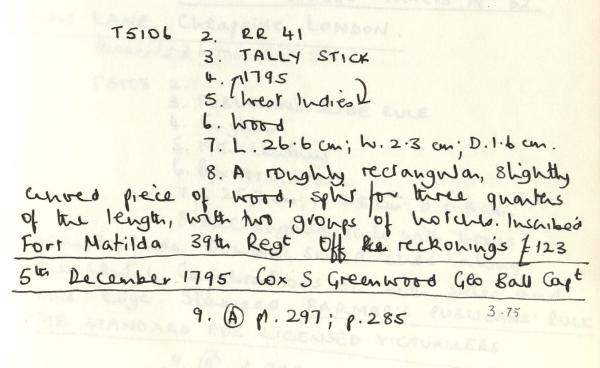 T5106 2. RR 41
3. TALLY STICK
4. 1795
5. (West Indies)
6. Wood
7. L. 26.6 cm; W. 2.3 cm; D. 1.6 cm.
8. A roughly rectangular, slightly
curved piece of wood, split for three quarters
of the length, with two groups of notches. Inscribed
Fort Matilda 39th Regt Off reckonings £123
5th December 1795 Cox S Greenwood Geo Ball Capt
9. Ⓐ pl. 297; p. 285
3.75